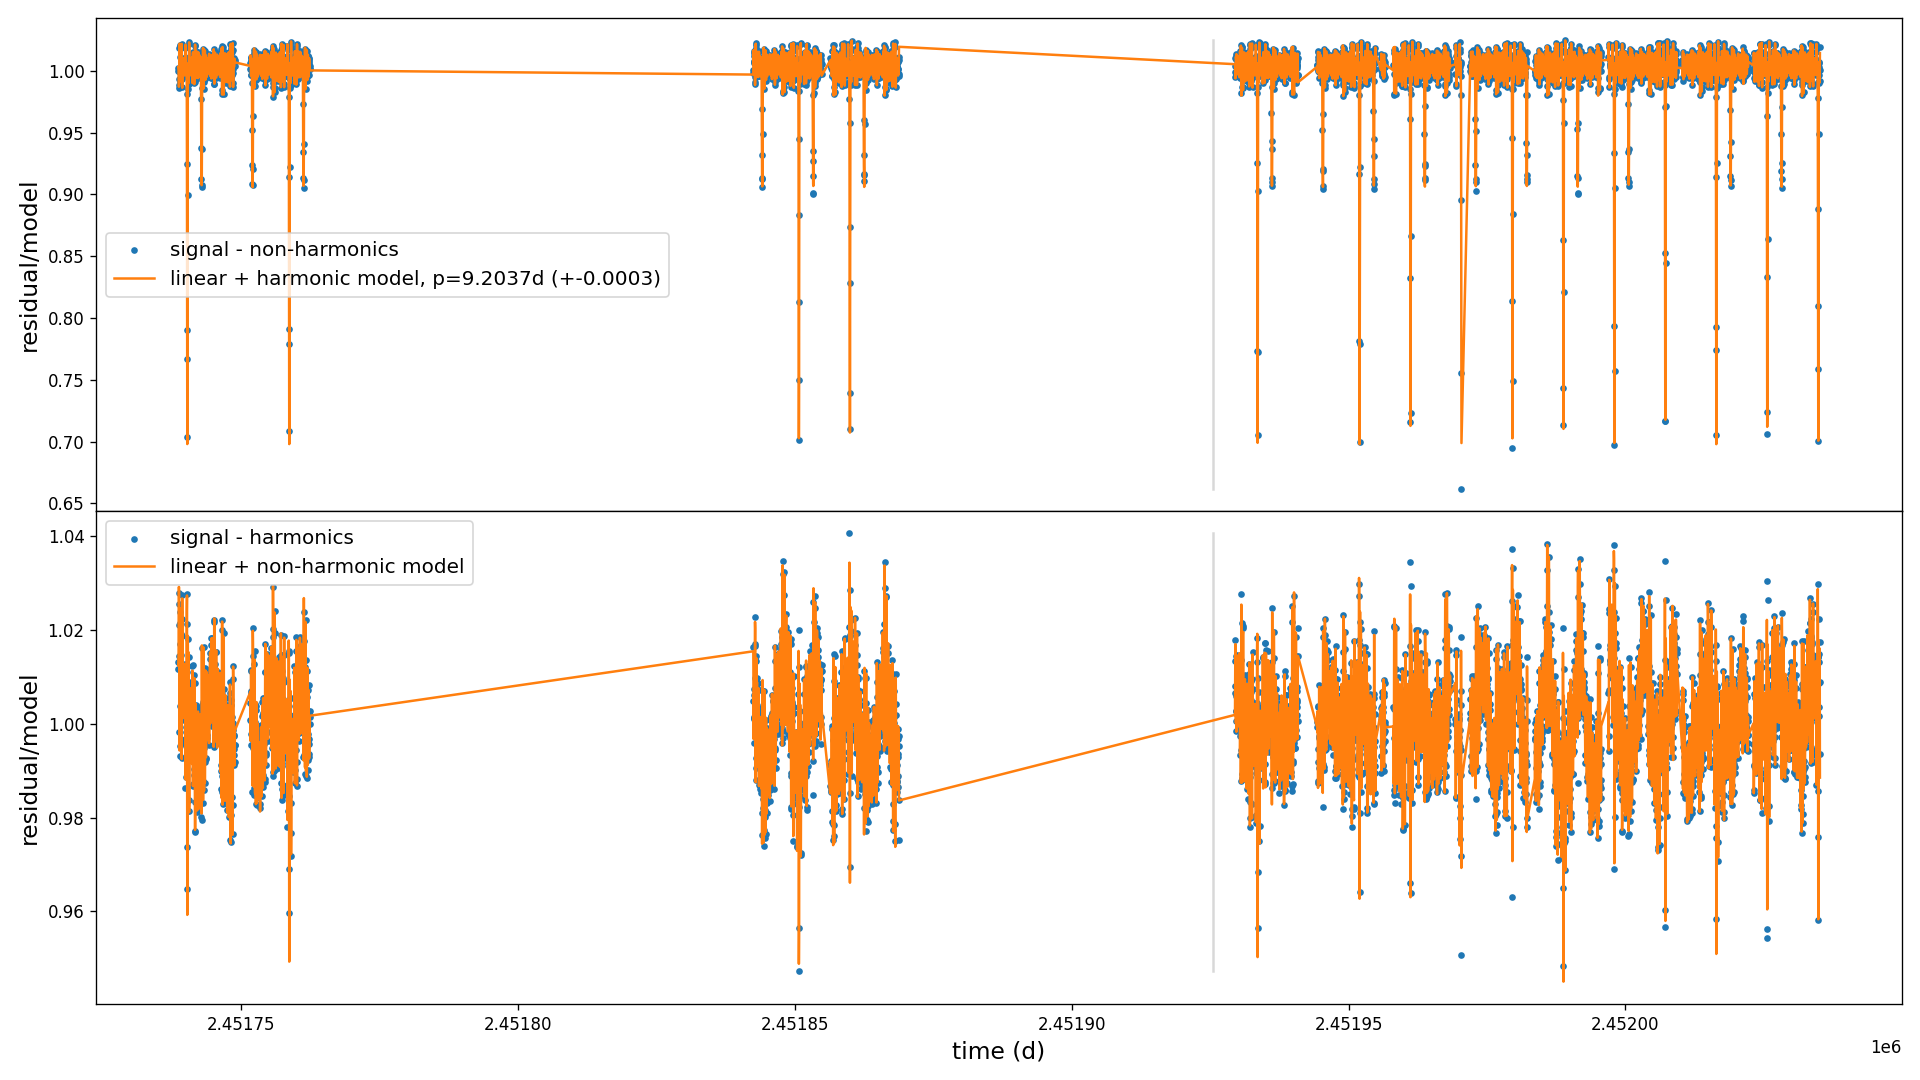 1.00
0.95
0.90
0.85
0.80
0.75
0.70
0.65
residual/model
signal - non-harmonics
linear + harmonic model, p=9.2037d (+-0.0003)
1.04
1.02
1.00
0.98
0.96
residual/model
signal - harmonics
linear + non-harmonic model
2.45175 2.45180 2.45185 2.45190 2.45195 2.45200
time (d)
1e6